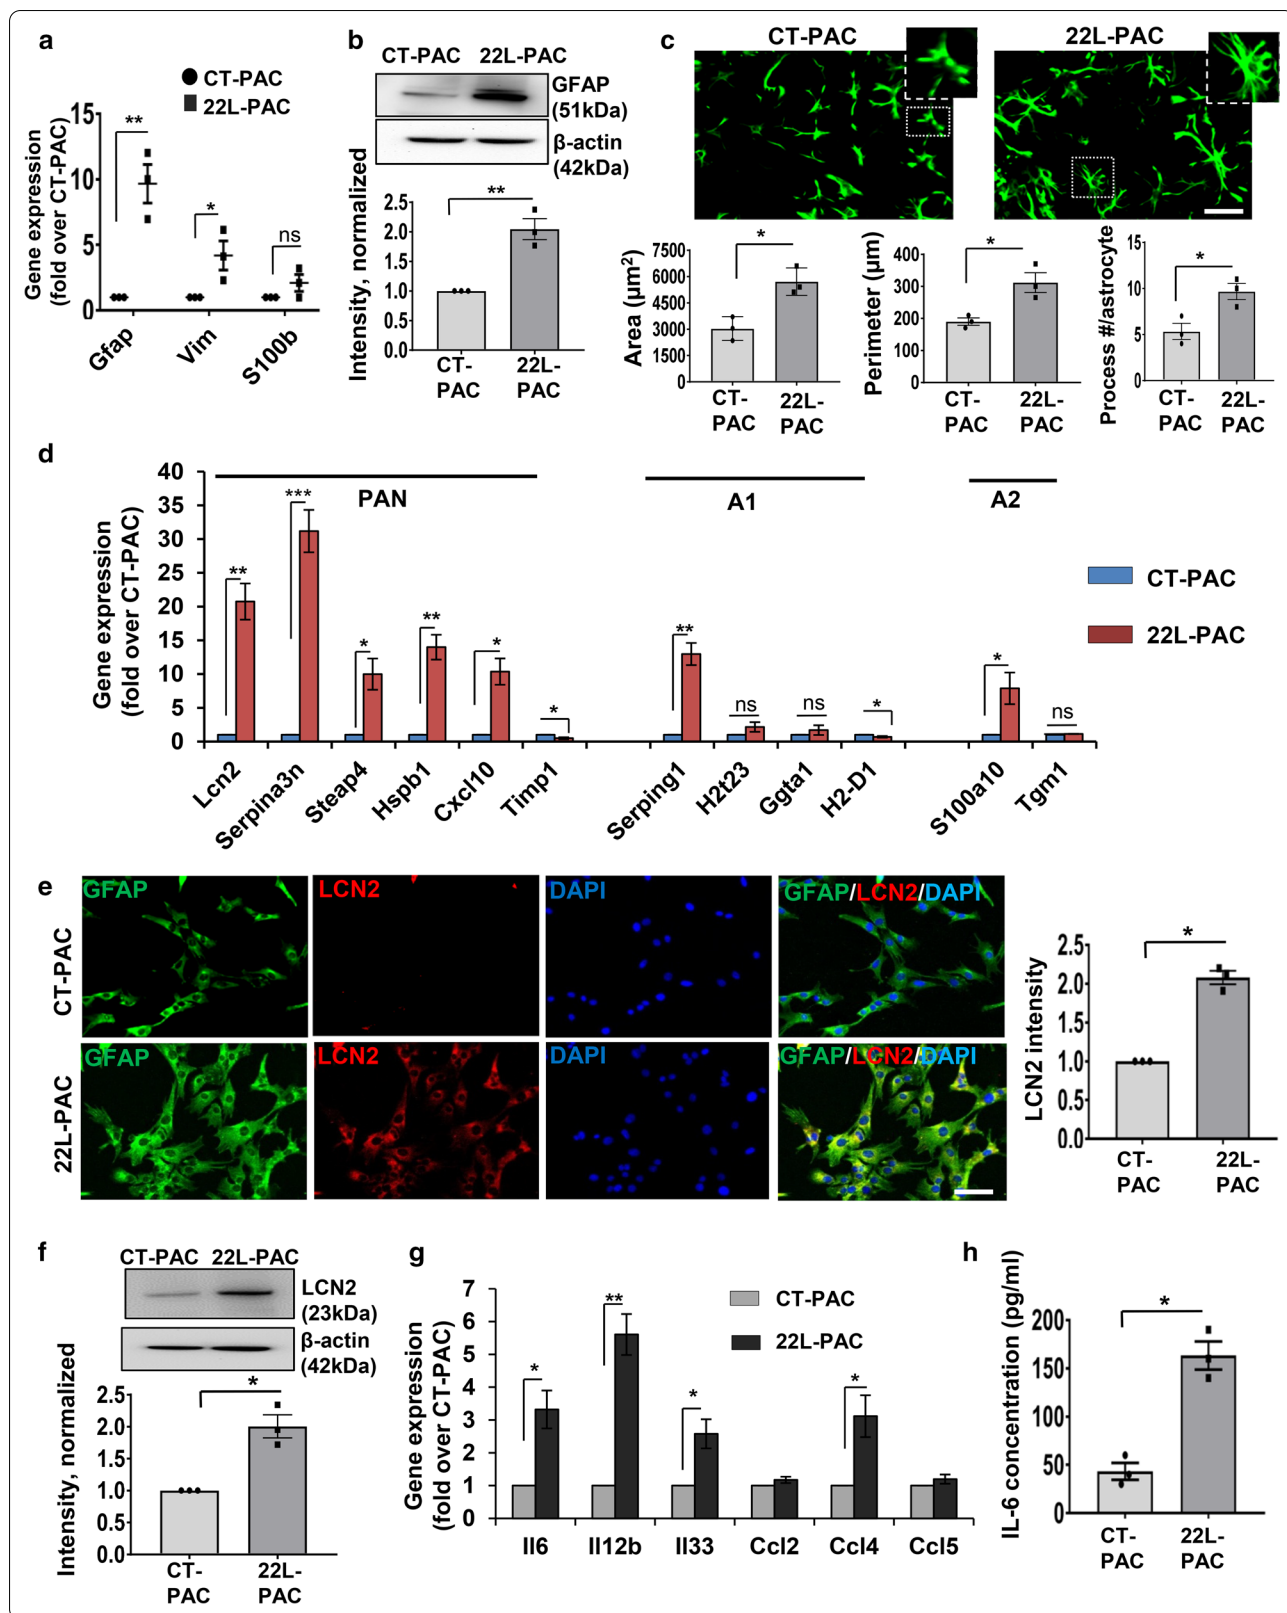 a
CT-PAC
22L-PAC
Gene expression
(fold over CT-PAC)
15
10
5
0
**
*
ns
Gfap
Vim
S100b
b
CT-PAC 22L-PAC
GFAP
(51kDa)
β-actin
(42kDa)
Intensity, normalized
2.5
2.0
1.5
1.0
0.5
0.0
**
CT-
PAC
22L-
PAC
c
CT-PAC
22L-PAC
Area (µm²)
7500
6000
4500
3000
1500
0
*
CT-
PAC
22L-
PAC
Perimeter (µm)
400
300
200
100
0
*
CT-
PAC
22L-
PAC
Process #/astrocyte
15
10
5
0
*
CT-
PAC
22L-
PAC
d
Gene expression
(fold over CT-PAC)
40
35
30
25
20
15
10
5
0
PAN
A1
A2
**
***
*
**
*
*
**
ns
ns
*
*
ns
CT-PAC
22L-PAC
Lcn2
Serpina3n
Steap4
Hspb1
Cxcl10
Timp1
Serping1
H2t23
Ggta1
H2-D1
S100a10
Tgm1
e
CT-PAC
GFAP
LCN2
DAPI
GFAP/LCN2/DAPI
22L-PAC
GFAP
LCN2
DAPI
GFAP/LCN2/DAPI
LCN2 intensity
2.5
2.0
1.5
1.0
0.5
0.0
*
CT-
PAC
22L-
PAC
f
CT-PAC 22L-PAC
LCN2
(23kDa)
β-actin
(42kDa)
Intensity, normalized
2.5
2.0
1.5
1.0
0.5
0.0
*
CT-
PAC
22L-
PAC
g
Gene expression
(fold over CT-PAC)
7
6
5
4
3
2
1
0
CT-PAC
22L-PAC
*
**
*
*
Il6
Il12b
Il33
Ccl2
Ccl4
Ccl5
h
IL-6 concentration (pg/ml)
200
150
100
50
0
*
CT-
PAC
22L-
PAC